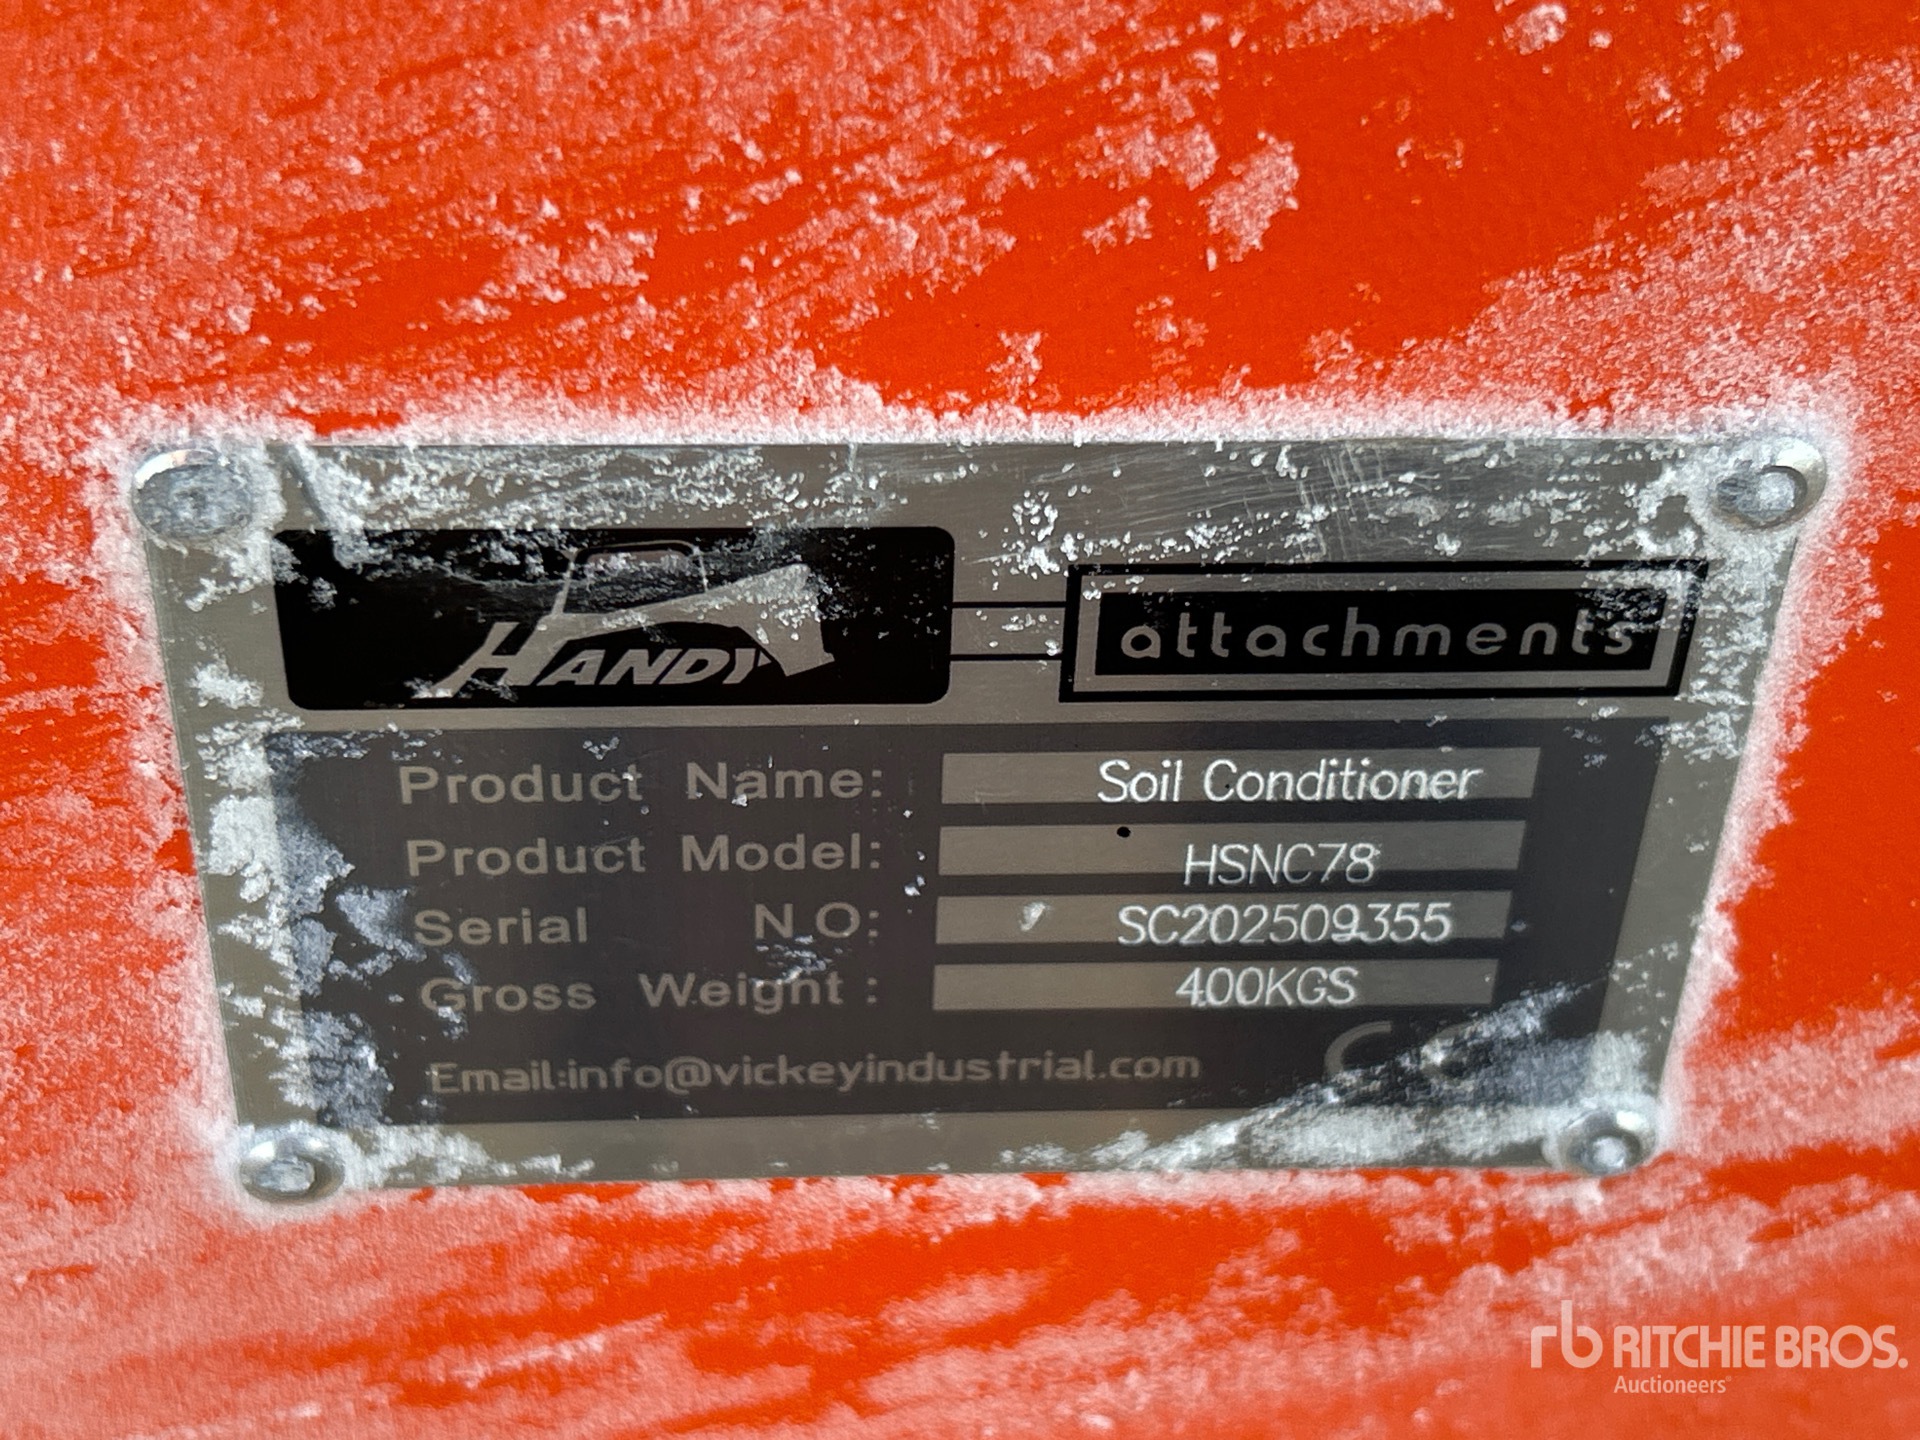 HANDY
attachments
Product Name: Soil Conditioner
Product Model: HSNC78
Serial N.O: SC202509355
Gross Weight : 400KGS
Email:info@vickeyindustrial.com
CE
rb RITCHIE BROS.
Auctioneers